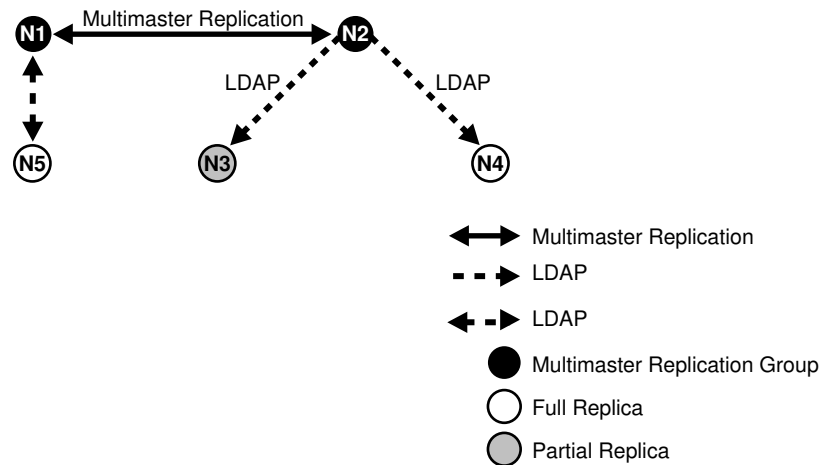 Multimaster Replication
N1
N2
LDAP
LDAP
N5
N3
N4
Multimaster Replication
LDAP
LDAP
Multimaster Replication Group
Full Replica
Partial Replica